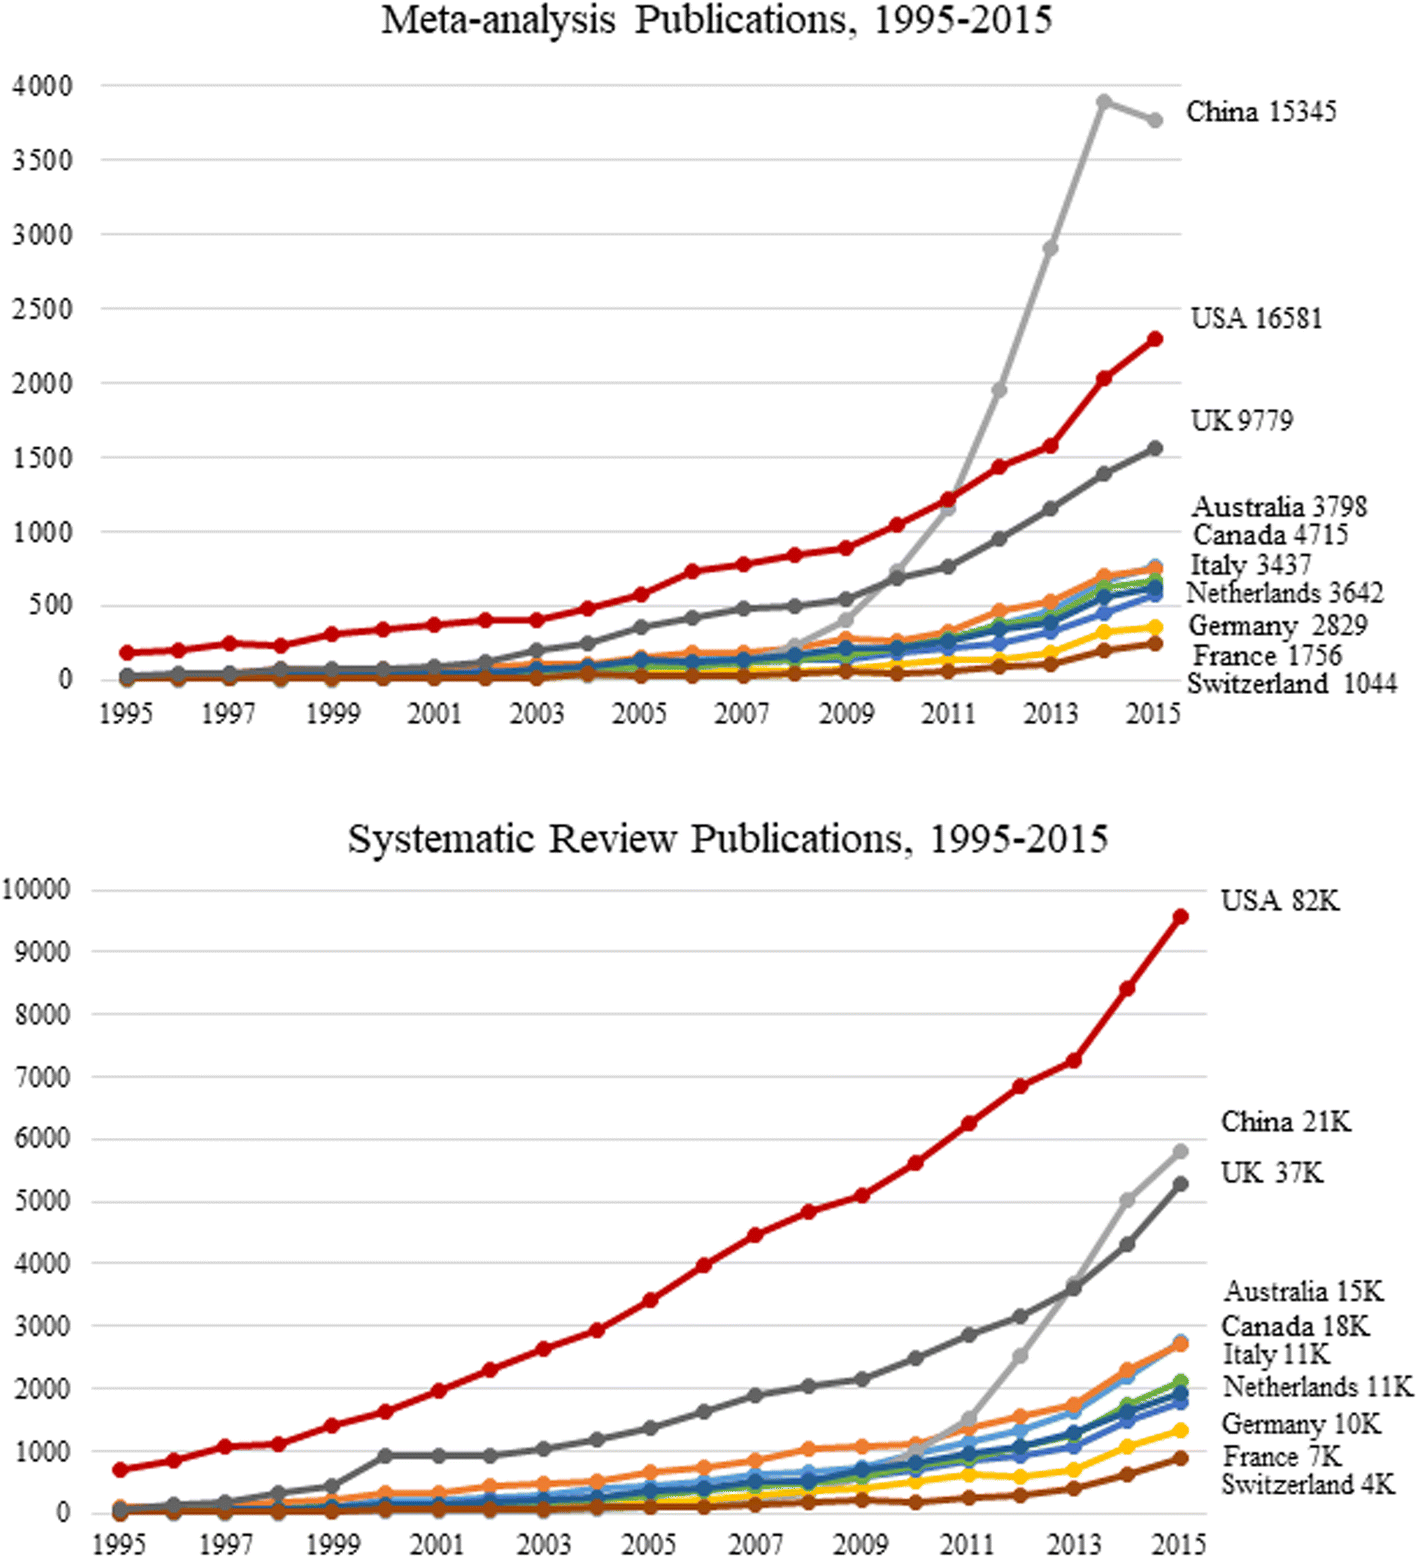 Meta-analysis Publications, 1995-2015
4000
3500
3000
2500
2000
1500
1000
500
0
China 15345
USA 16581
UK 9779
Australia 3798
Canada 4715
Italy 3437
Netherlands 3642
Germany 2829
France 1756
Switzerland 1044
1995 1997 1999 2001 2003 2005 2007 2009 2011 2013 2015
Systematic Review Publications, 1995-2015
10000
9000
8000
7000
6000
5000
4000
3000
2000
1000
0
USA 82K
China 21K
UK 37K
Australia 15K
Canada 18K
Italy 11K
Netherlands 11K
Germany 10K
France 7K
Switzerland 4K
1995 1997 1999 2001 2003 2005 2007 2009 2011 2013 2015